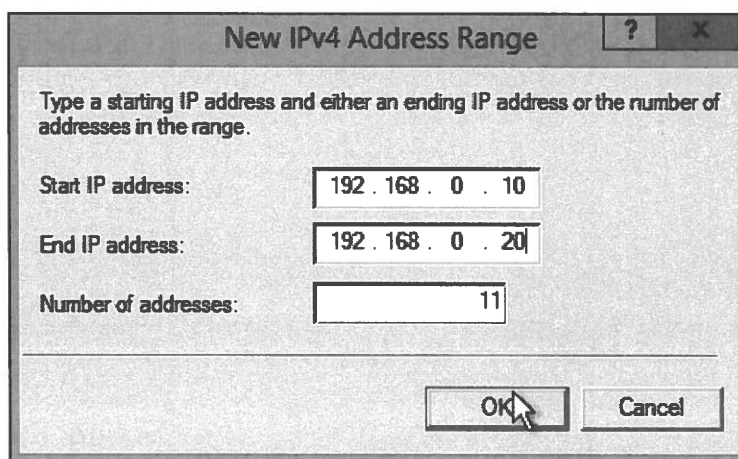 New IPv4 Address Range
? x
Type a starting IP address and either an ending IP address or the number of
addresses in the range.
Start IP address: 192 . 168 . 0 . 10
End IP address: 192 . 168 . 0 . 20
Number of addresses: 11
OK Cancel